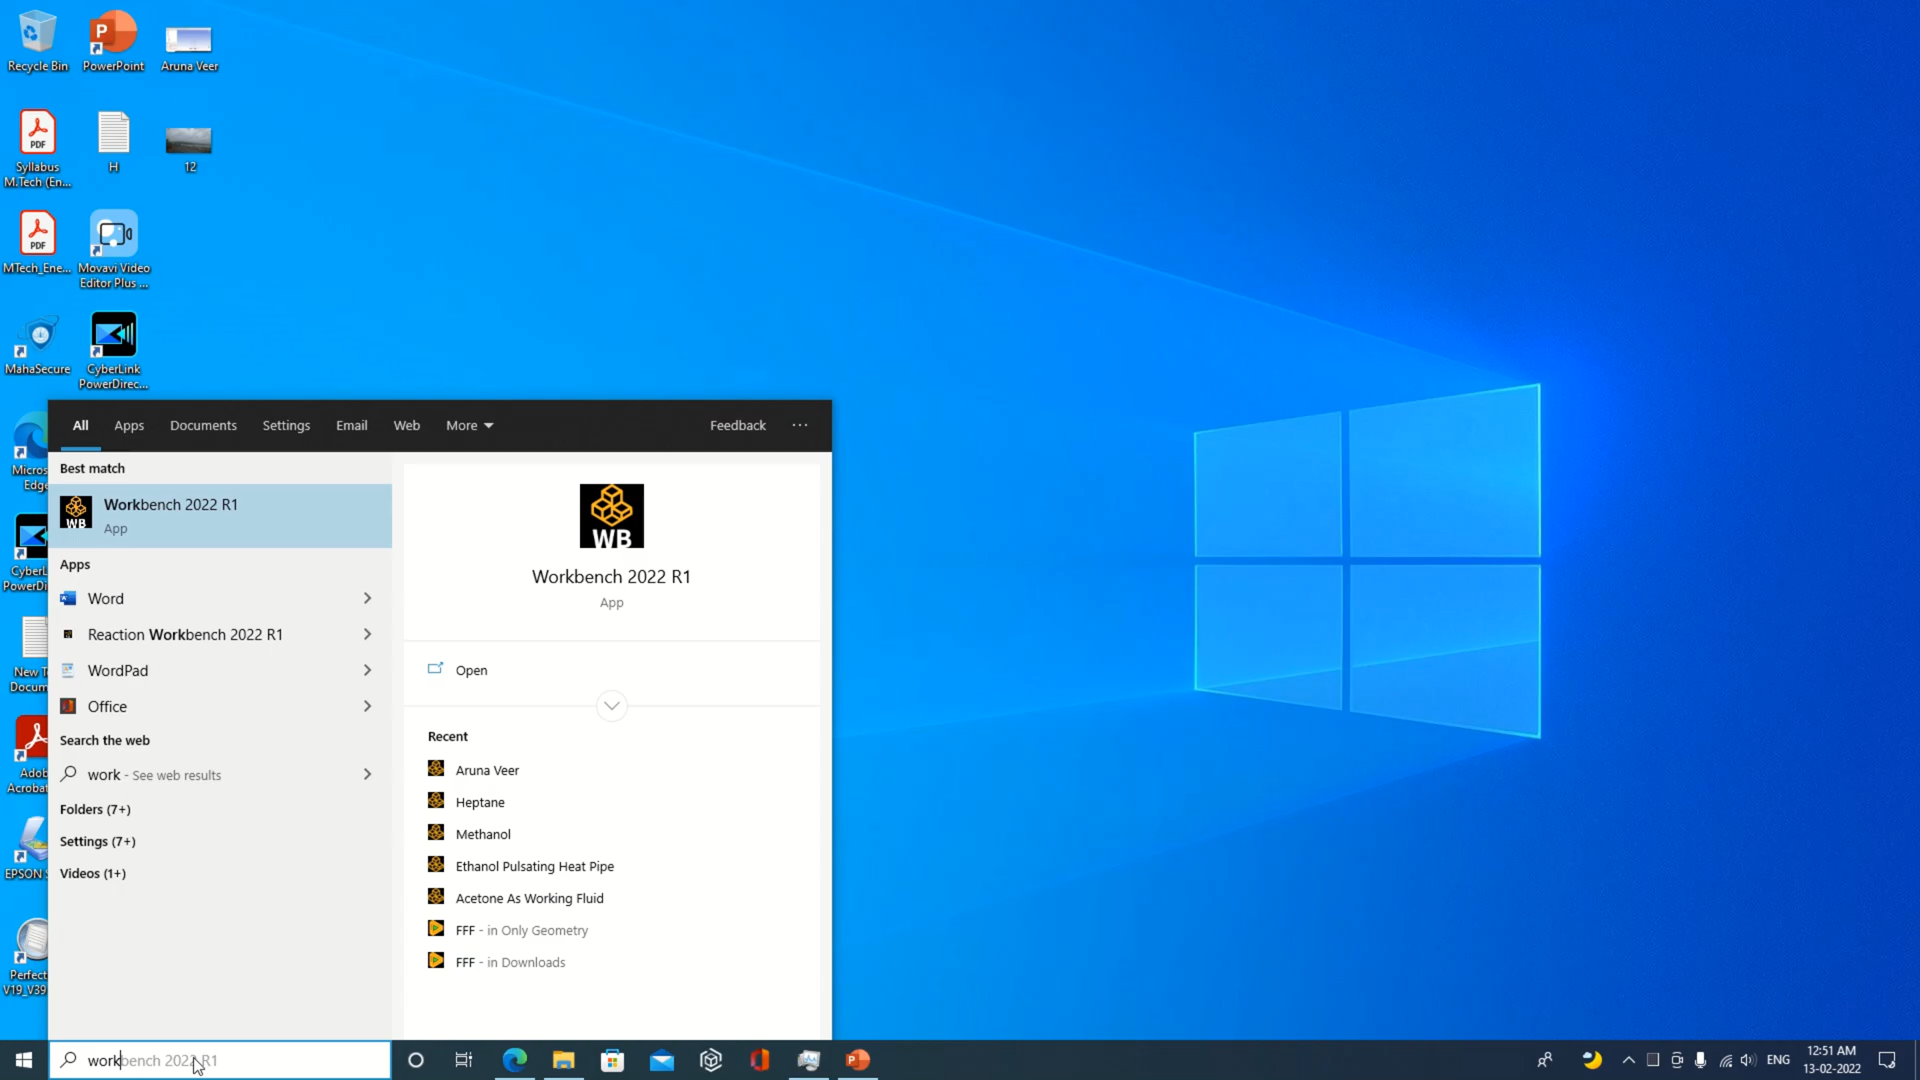 Recycle Bin
PowerPoint
Aruna Veer
PDF
Syllabus
M.Tech (En...
H
12
PDF
MTech_Ene...
Movavi Video
Editor Plus ...
MahaSecure
CyberLink
PowerDirec...
Micros
Edge
CyberL
PowerDi
New T
Docum
Adob
Acrobat
EPSON S
Perfect
V19_V39
All
Apps
Documents
Settings
Email
Web
More
Feedback
...
Best match
WB
Workbench 2022 R1
App
Apps
Word
Reaction Workbench 2022 R1
WordPad
Office
Search the web
work - See web results
Folders (7+)
Settings (7+)
Videos (1+)
WB
Workbench 2022 R1
App
Open
Recent
Aruna Veer
Heptane
Methanol
Ethanol Pulsating Heat Pipe
Acetone As Working Fluid
FFF - in Only Geometry
FFF - in Downloads
workbench 2022 R1
ENG
12:51 AM
13-02-2022